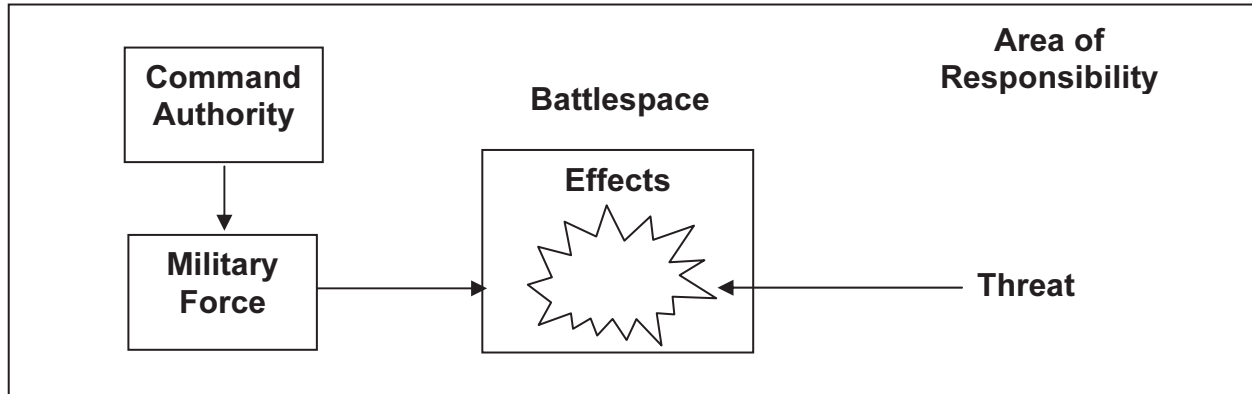 Command
Authority
Military
Force
Battlespace
Effects
Area of
Responsibility
Threat